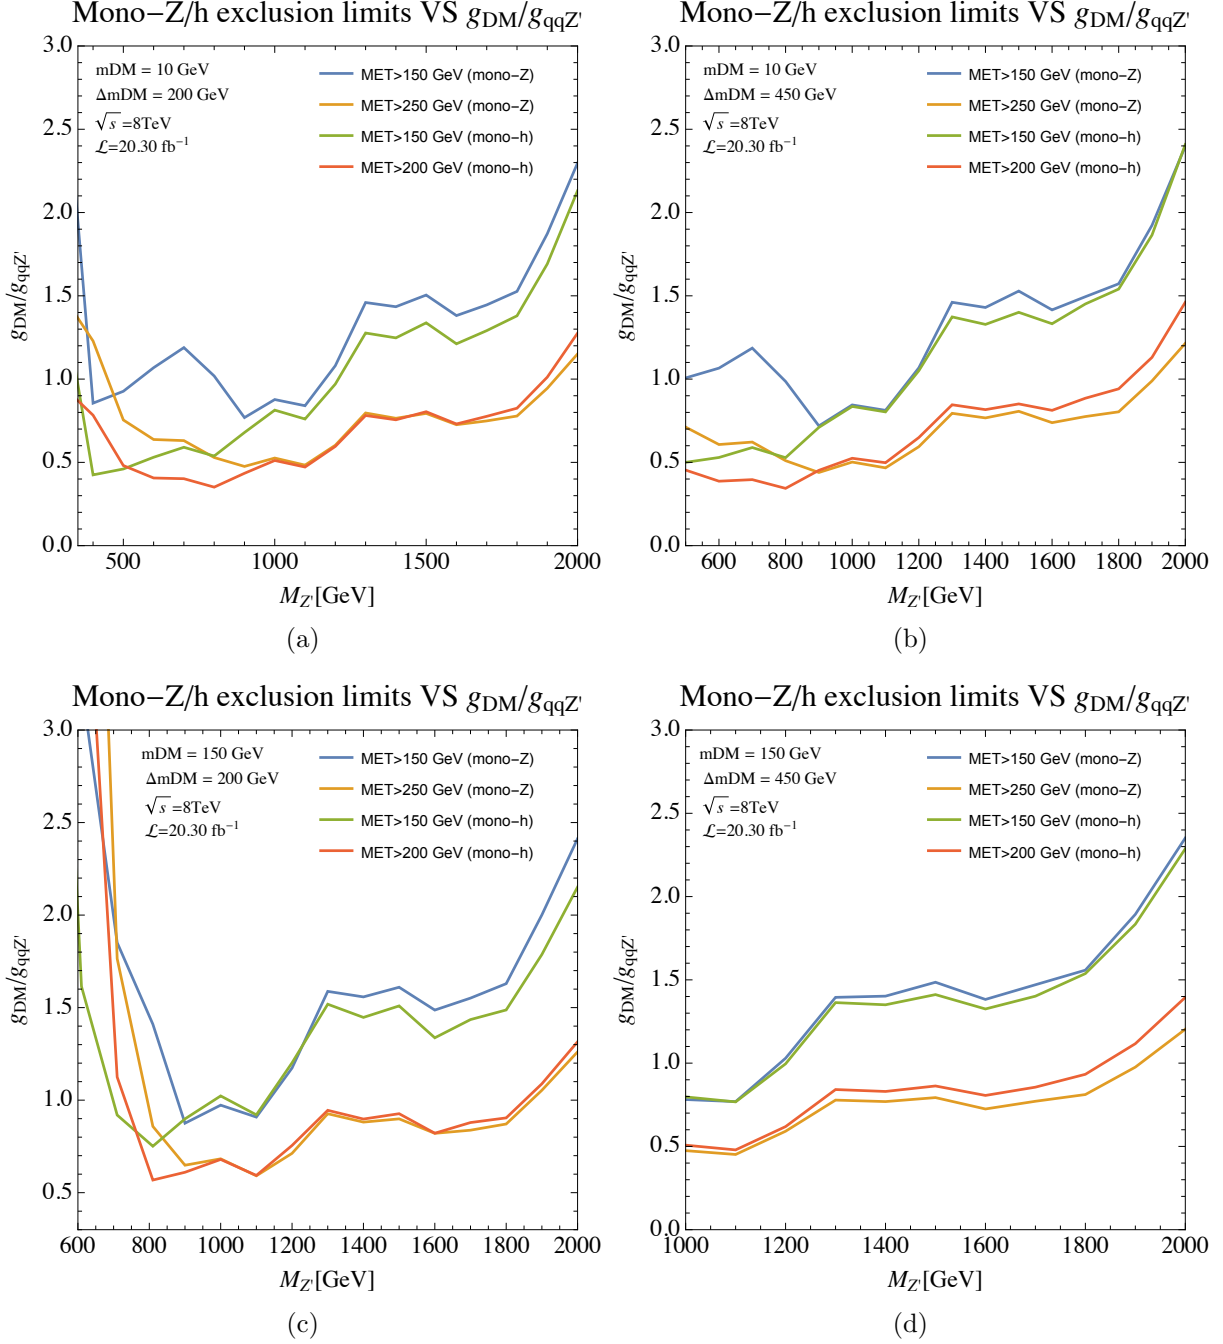 Mono−Z/h exclusion limits VS gDM/gqqZ'
3.0
2.5
2.0
1.5
1.0
0.5
0.0
gDM/gqqZ'
mDM = 10 GeV
ΔmDM = 200 GeV
√s =8TeV
ℒ=20.30 fb−1
MET>150 GeV (mono-Z)
MET>250 GeV (mono-Z)
MET>150 GeV (mono-h)
MET>200 GeV (mono-h)
500 1000 1500 2000
MZ'[GeV]
(a)
Mono−Z/h exclusion limits VS gDM/gqqZ'
3.0
2.5
2.0
1.5
1.0
0.5
0.0
gDM/gqqZ'
mDM = 10 GeV
ΔmDM = 450 GeV
√s =8TeV
ℒ=20.30 fb−1
MET>150 GeV (mono-Z)
MET>250 GeV (mono-Z)
MET>150 GeV (mono-h)
MET>200 GeV (mono-h)
600 800 1000 1200 1400 1600 1800 2000
MZ'[GeV]
(b)
Mono−Z/h exclusion limits VS gDM/gqqZ'
3.0
2.5
2.0
1.5
1.0
0.5
gDM/gqqZ'
mDM = 150 GeV
ΔmDM = 200 GeV
√s =8TeV
ℒ=20.30 fb−1
MET>150 GeV (mono-Z)
MET>250 GeV (mono-Z)
MET>150 GeV (mono-h)
MET>200 GeV (mono-h)
600 800 1000 1200 1400 1600 1800 2000
MZ'[GeV]
(c)
Mono−Z/h exclusion limits VS gDM/gqqZ'
3.0
2.5
2.0
1.5
1.0
0.5
0.0
gDM/gqqZ'
mDM = 150 GeV
ΔmDM = 450 GeV
√s =8TeV
ℒ=20.30 fb−1
MET>150 GeV (mono-Z)
MET>250 GeV (mono-Z)
MET>150 GeV (mono-h)
MET>200 GeV (mono-h)
1000 1200 1400 1600 1800 2000
MZ'[GeV]
(d)